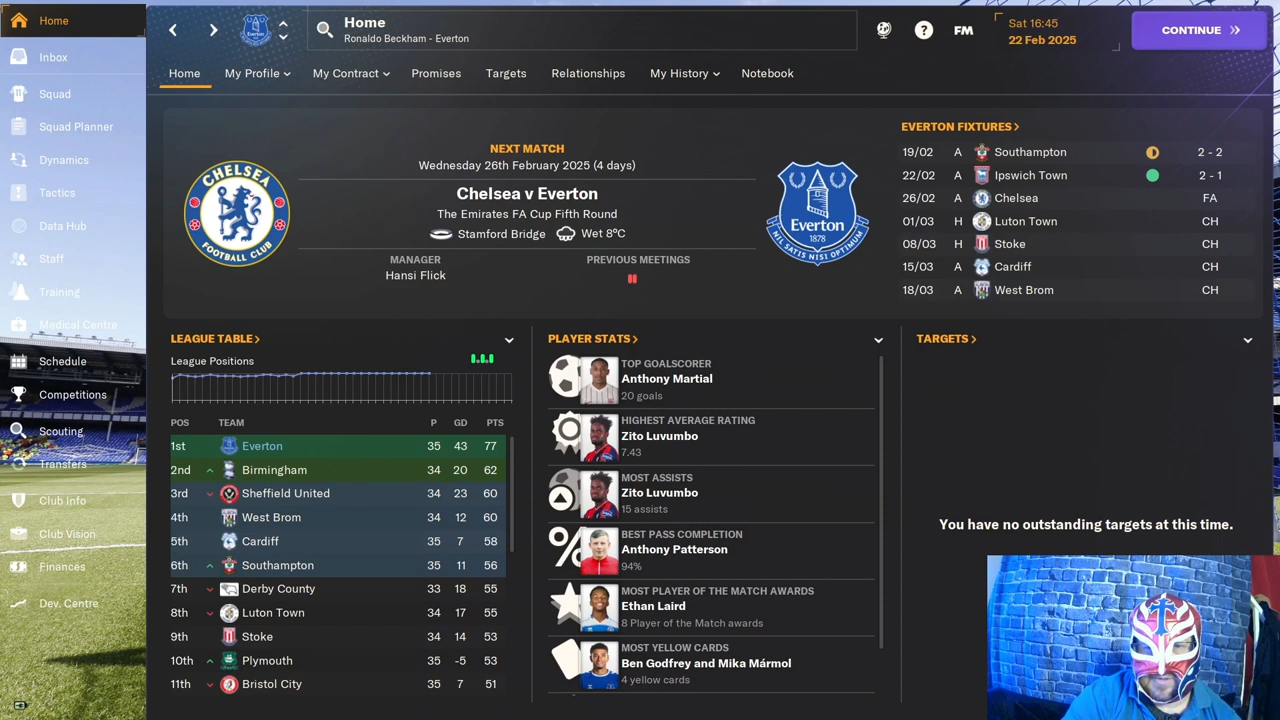 Home
Inbox
Squad
Squad Planner
Dynamics
Tactics
Data Hub
Staff
Training
Medical Centre
Schedule
Competitions
Scouting
Transfers
Club Info
Club Vision
Finances
Dev. Centre
Home
Ronaldo Beckham - Everton
?
FM
Sat 16:45
22 Feb 2025
CONTINUE
Home My Profile My Contract Promises Targets Relationships My History Notebook
NEXT MATCH
Wednesday 26th February 2025 (4 days)
Chelsea v Everton
The Emirates FA Cup Fifth Round
Stamford Bridge Wet 8°C
MANAGER
Hansi Flick
PREVIOUS MEETINGS
CHELSEA
FOOTBALL CLUB
Everton
1878
NIL SATIS NISI OPTIMUM
EVERTON FIXTURES >
19/02 A Southampton 2 - 2
22/02 A Ipswich Town 2 - 1
26/02 A Chelsea FA
01/03 H Luton Town CH
08/03 H Stoke CH
15/03 A Cardiff CH
18/03 A West Brom CH
LEAGUE TABLE >
League Positions
POS TEAM P GD PTS
1st Everton 35 43 77
2nd Birmingham 34 20 62
3rd Sheffield United 34 23 60
4th West Brom 34 12 60
5th Cardiff 35 7 58
6th Southampton 35 11 56
7th Derby County 33 18 55
8th Luton Town 34 17 55
9th Stoke 34 14 53
10th Plymouth 35 -5 53
11th Bristol City 35 7 51
PLAYER STATS >
TOP GOALSCORER
Anthony Martial
20 goals
HIGHEST AVERAGE RATING
Zito Luvumbo
7.43
MOST ASSISTS
Zito Luvumbo
15 assists
BEST PASS COMPLETION
Anthony Patterson
94%
MOST PLAYER OF THE MATCH AWARDS
Ethan Laird
8 Player of the Match awards
MOST YELLOW CARDS
Ben Godfrey and Mika Mármol
4 yellow cards
TARGETS >
You have no outstanding targets at this time.